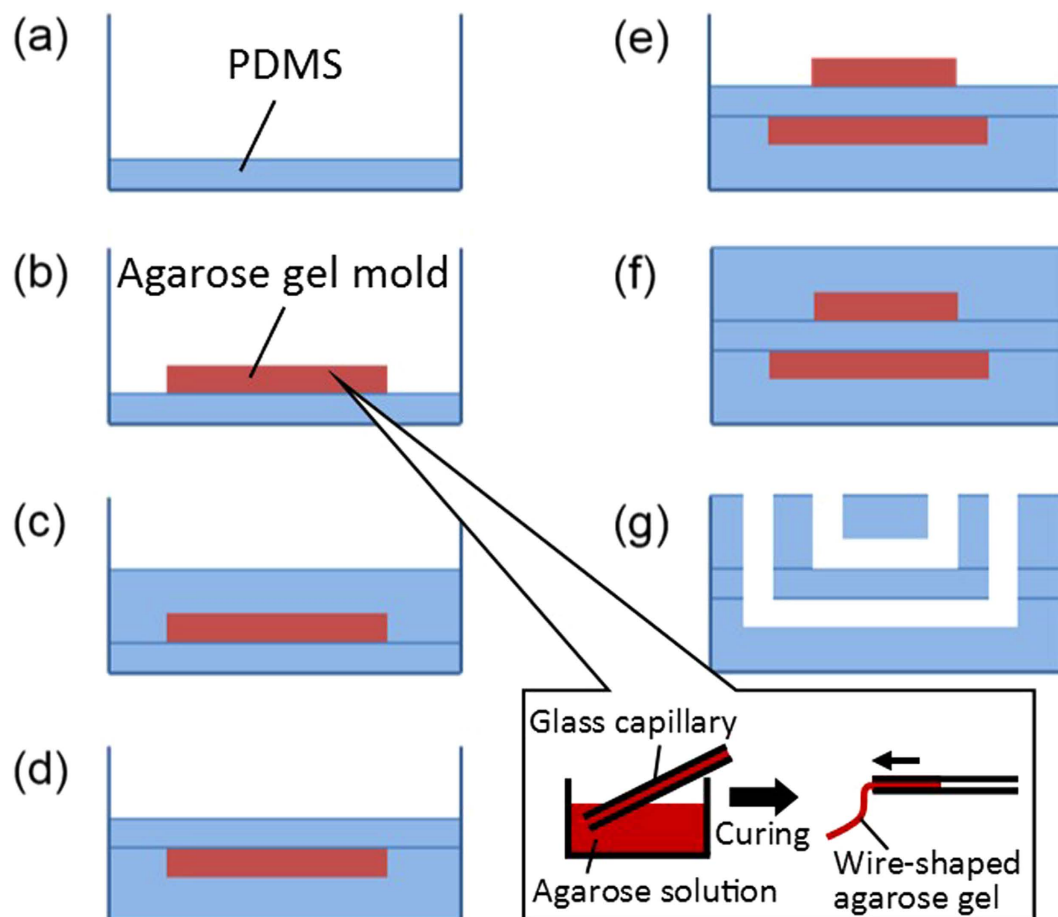 (a)
PDMS
(b)
Agarose gel mold
(c)
(d)
(e)
(f)
(g)
Glass capillary
Agarose solution
Curing
Wire-shaped
agarose gel